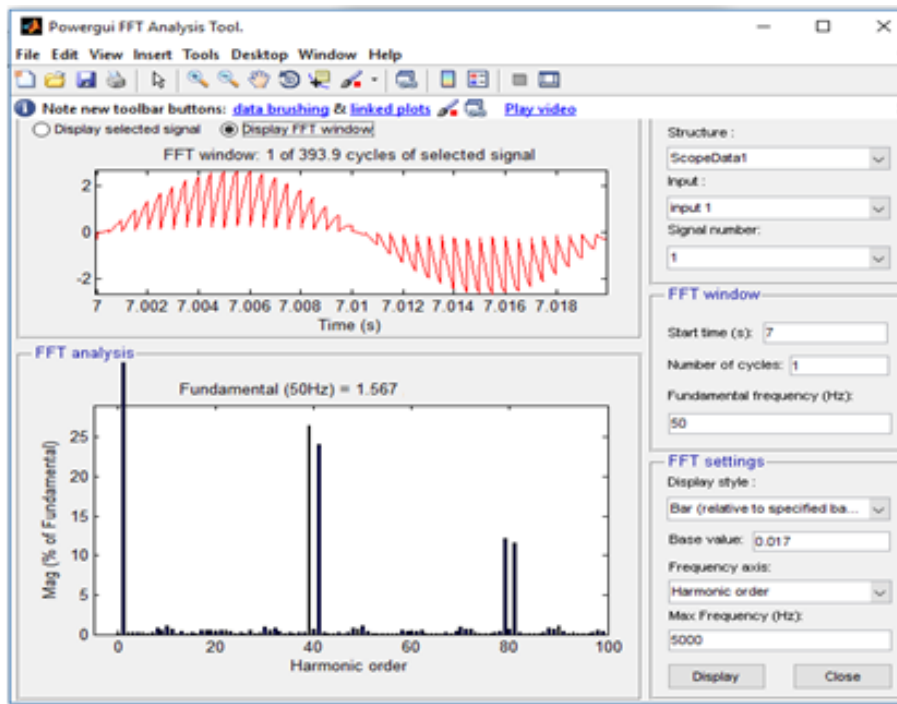 Powergui FFT Analysis Tool.
File Edit View Insert Tools Desktop Window Help
Note new toolbar buttons: data brushing & linked plots Play video
Display selected signal Display FFT window
FFT window: 1 of 393.9 cycles of selected signal
2
0
-2
7 7.002 7.004 7.006 7.008 7.01 7.012 7.014 7.016 7.018
Time (s)
FFT analysis
Fundamental (50Hz) = 1.567
Mag (% of Fundamental)
25
20
15
10
5
0
0 20 40 60 80 100
Harmonic order
Structure :
ScopeData1
Input :
input 1
Signal number:
1
FFT window
Start time (s): 7
Number of cycles: 1
Fundamental frequency (Hz):
50
FFT settings
Display style :
Bar (relative to specified ba...
Base value: 0.017
Frequency axis:
Harmonic order
Max Frequency (Hz):
5000
Display Close